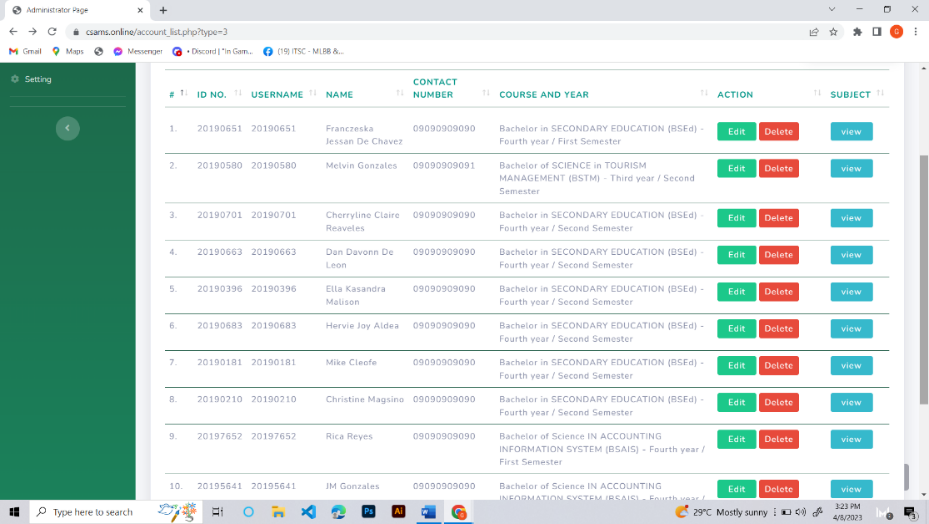 Administrator Page
csams.online/account_list.php?type=3
G
Gmail Maps Messenger • Discord | "In Gam... (19) ITSC - MLBB &...
Setting
# ID NO. USERNAME NAME CONTACT NUMBER COURSE AND YEAR ACTION SUBJECT
1. 20190651 20190651 Franczeska 09090909090 Bachelor in SECONDARY EDUCATION (BSEd) - Edit Delete view
Jessan De Chavez Fourth year / First Semester
2. 20190580 20190580 Melvin Gonzales 09090909091 Bachelor of SCIENCE in TOURISM Edit Delete view
MANAGEMENT (BSTM) - Third year / Second
Semester
3. 20190701 20190701 Cherryline Claire 09090909090 Bachelor in SECONDARY EDUCATION (BSEd) - Edit Delete view
Reaveles Fourth year / Second Semester
4. 20190663 20190663 Dan Davonn De 09090909090 Bachelor in SECONDARY EDUCATION (BSEd) - Edit Delete view
Leon Fourth year / Second Semester
5. 20190396 20190396 Ella Kasandra 09090909090 Bachelor in SECONDARY EDUCATION (BSEd) - Edit Delete view
Malison Fourth year / Second Semester
6. 20190683 20190683 Hervie Joy Aldea 09090909090 Bachelor in SECONDARY EDUCATION (BSEd) - Edit Delete view
Fourth year / Second Semester
7. 20190181 20190181 Mike Cleofe 09090909090 Bachelor in SECONDARY EDUCATION (BSEd) - Edit Delete view
Fourth year / Second Semester
8. 20190210 20190210 Christine Magsino 09090909090 Bachelor in SECONDARY EDUCATION (BSEd) - Edit Delete view
Fourth year / Second Semester
9. 20197652 20197652 Rica Reyes 09090909090 Bachelor of Science IN ACCOUNTING Edit Delete view
INFORMATION SYSTEM (BSAIS) - Fourth year /
First Semester
10. 20195641 20195641 JM Gonzales 09090909090 Bachelor of Science in ACCOUNTING Edit Delete view
INFORMATION SYSTEM (BSAIS) - Fourth year /
Type here to search Ps Ai 29°C Mostly sunny 3:23 PM
4/8/2023 3